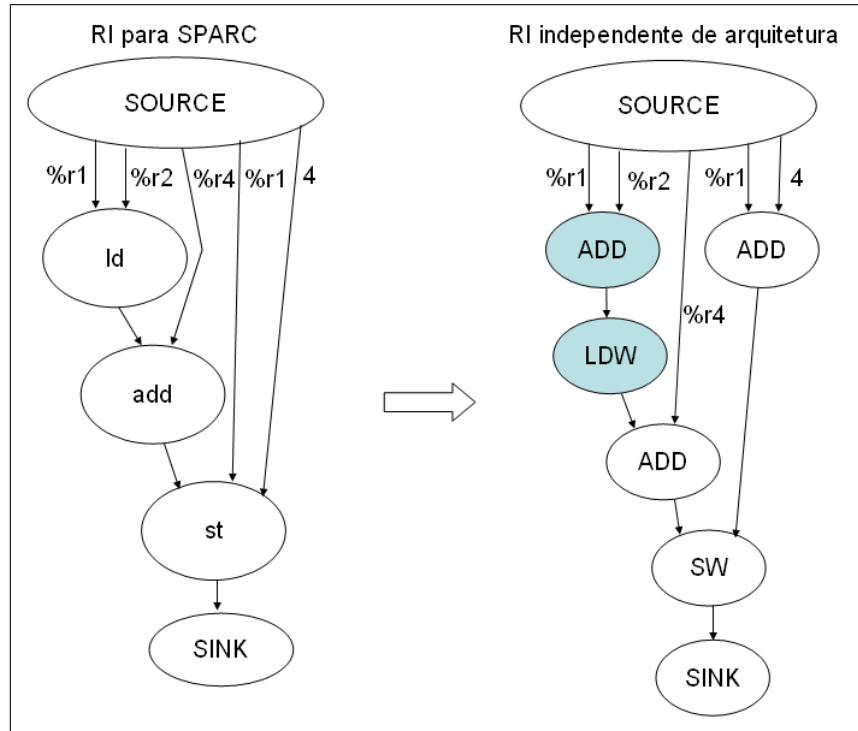 RI para SPARC
SOURCE
%r1 %r2 %r4 %r1 4
ld
add
st
SINK
RI independente de arquitetura
SOURCE
%r1 %r2 %r1 4
ADD ADD
%r4
LDW
ADD
SW
SINK